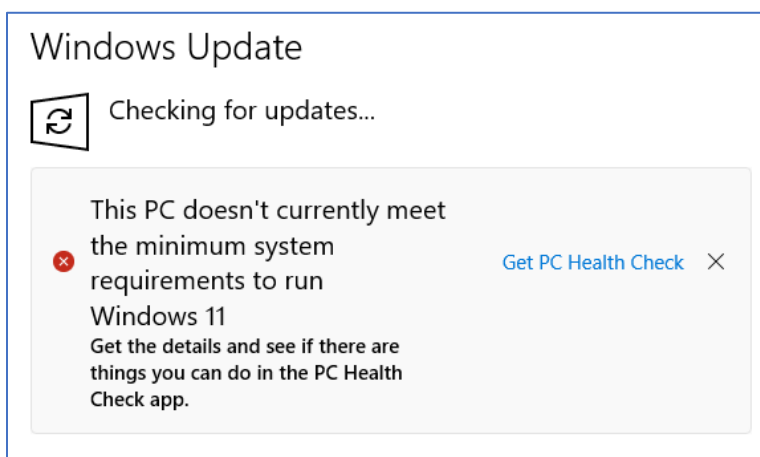 Windows Update
Checking for updates...
This PC doesn't currently meet
the minimum system
requirements to run
Windows 11
Get PC Health Check
Get the details and see if there are
things you can do in the PC Health
Check app.